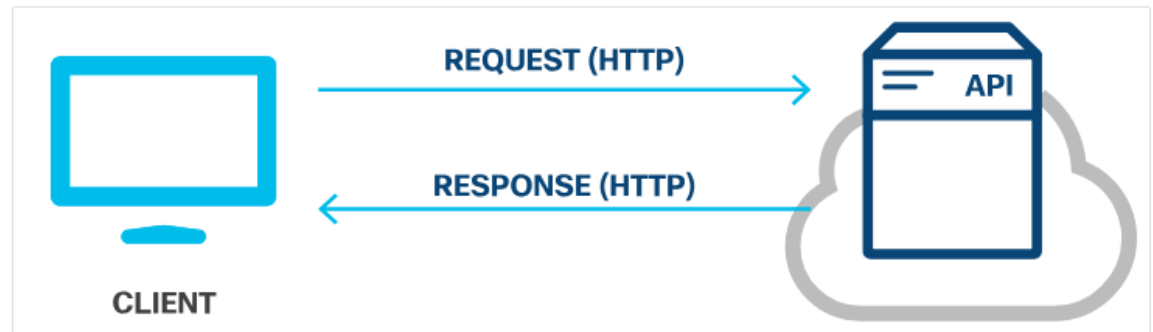 REQUEST (HTTP)
API
RESPONSE (HTTP)
CLIENT